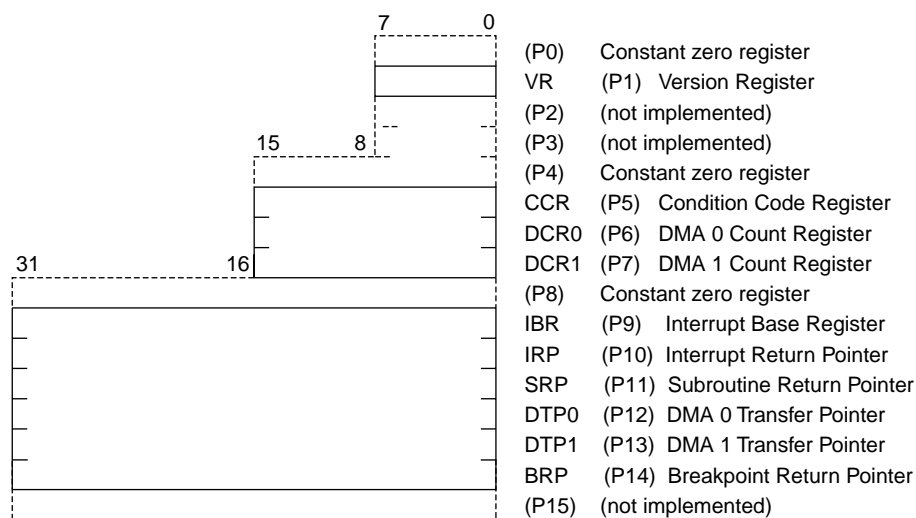 7 0
(P0) Constant zero register
VR (P1) Version Register
(P2) (not implemented)
15 8 (P3) (not implemented)
(P4) Constant zero register
CCR (P5) Condition Code Register
DCR0 (P6) DMA 0 Count Register
31 16 DCR1 (P7) DMA 1 Count Register
(P8) Constant zero register
IBR (P9) Interrupt Base Register
IRP (P10) Interrupt Return Pointer
SRP (P11) Subroutine Return Pointer
DTP0 (P12) DMA 0 Transfer Pointer
DTP1 (P13) DMA 1 Transfer Pointer
BRP (P14) Breakpoint Return Pointer
(P15) (not implemented)